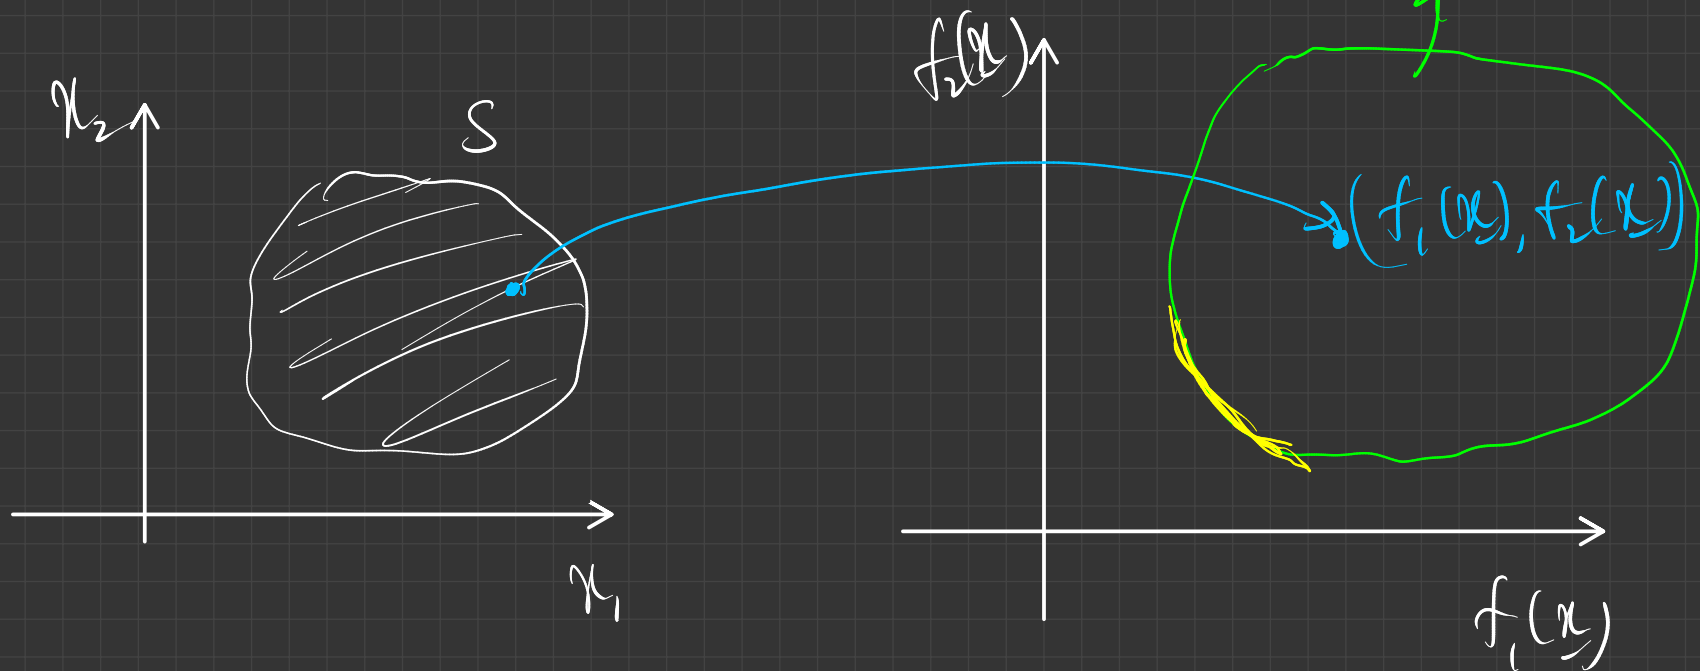 x₂
S
f₂(x)
(f₁(x), f₂(x))
x₁
f₁(x)